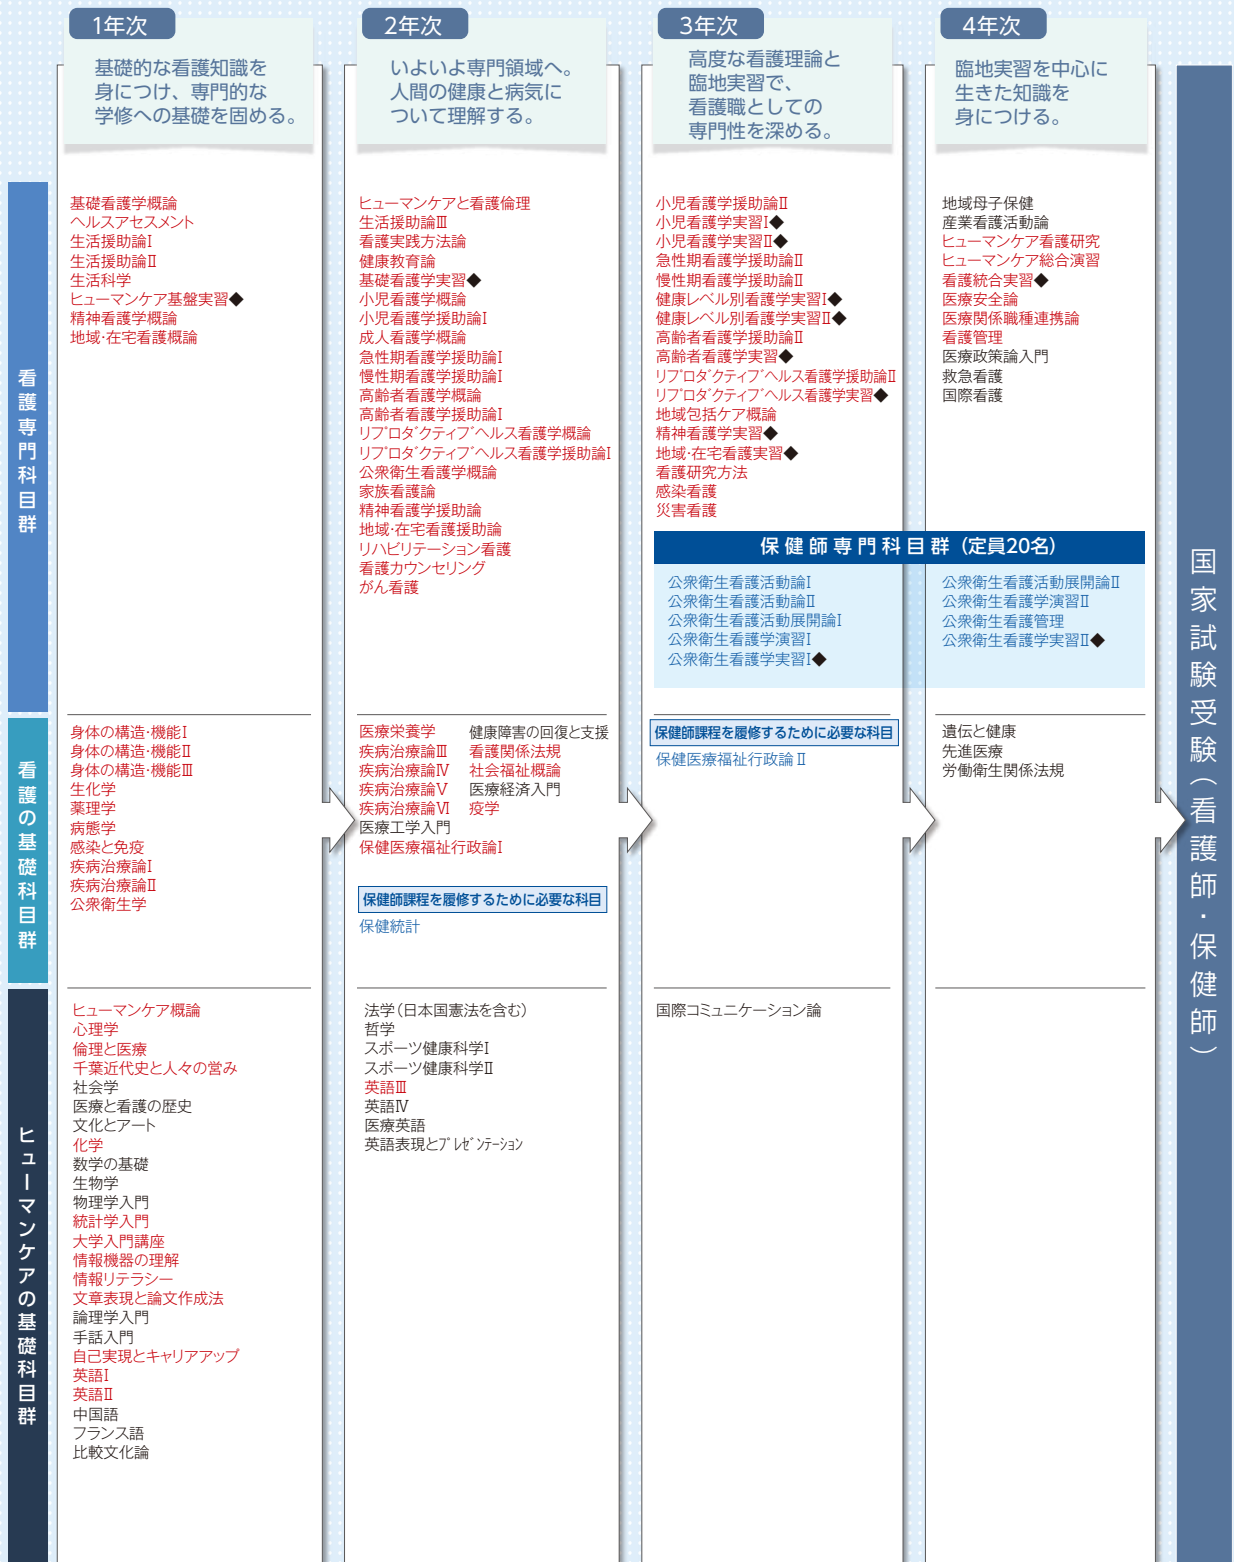 1年次
基礎的な看護知識を
身につけ、専門的な
学修への基礎を固める。
2年次
いよいよ専門領域へ。
人間の健康と病気に
ついて理解する。
3年次
高度な看護理論と
臨地実習で、
看護職としての
専門性を深める。
4年次
臨地実習を中心に
生きた知識を
身につける。
看護専門科目群
基礎看護学概論
ヘルスアセスメント
生活援助論Ⅰ
生活援助論Ⅱ
生活科学
ヒューマンケア基盤実習◆
精神看護学概論
地域・在宅看護概論
ヒューマンケアと看護倫理
生活援助論Ⅲ
看護実践方法論
健康教育論
基礎看護学実習◆
小児看護学概論
小児看護学援助論Ⅰ
成人看護学概論
急性期看護学援助論Ⅰ
慢性期看護学援助論Ⅰ
高齢者看護学概論
高齢者看護学援助論Ⅰ
リプロダクティブヘルス看護学概論
リプロダクティブヘルス看護学援助論Ⅰ
公衆衛生看護学概論
家族看護論
精神看護学援助論
地域・在宅看護援助論
リハビリテーション看護
看護カウンセリング
がん看護
小児看護学援助論Ⅱ
小児看護学実習Ⅰ◆
小児看護学実習Ⅱ◆
急性期看護学援助論Ⅱ
慢性期看護学援助論Ⅱ
健康レベル別看護学実習Ⅰ◆
健康レベル別看護学実習Ⅱ◆
高齢者看護学援助論Ⅱ
高齢者看護学実習◆
リプロダクティブヘルス看護学援助論Ⅱ
リプロダクティブヘルス看護学実習◆
地域包括ケア概論
精神看護学実習◆
地域・在宅看護実習◆
看護研究方法
感染看護
災害看護
地域母子保健
産業看護活動論
ヒューマンケア看護研究
ヒューマンケア総合演習
看護統合実習◆
医療安全論
医療関係職種連携論
看護管理
医療政策論入門
救急看護
国際看護
保健師専門科目群（定員20名）
公衆衛生看護活動論Ⅰ
公衆衛生看護活動論Ⅱ
公衆衛生看護活動展開論Ⅰ
公衆衛生看護学演習Ⅰ
公衆衛生看護学実習Ⅰ◆
公衆衛生看護活動展開論Ⅱ
公衆衛生看護学演習Ⅱ
公衆衛生看護管理
公衆衛生看護学実習Ⅱ◆
看護の基礎科目群
身体の構造・機能Ⅰ
身体の構造・機能Ⅱ
身体の構造・機能Ⅲ
生化学
薬理学
病態学
感染と免疫
疾病治療論Ⅰ
疾病治療論Ⅱ
公衆衛生学
医療栄養学
疾病治療論Ⅲ
疾病治療論Ⅳ
疾病治療論Ⅴ
疾病治療論Ⅵ
医療工学入門
保健医療福祉行政論Ⅰ
健康障害の回復と支援
看護関係法規
社会福祉概論
医療経済入門
疫学
保健師課程を履修するために必要な科目
保健統計
保健師課程を履修するために必要な科目
保健医療福祉行政論Ⅱ
遺伝と健康
先進医療
労働衛生関係法規
ヒューマンケアの基礎科目群
ヒューマンケア概論
心理学
倫理と医療
千葉近代史と人々の営み
社会学
医療と看護の歴史
文化とアート
化学
数学の基礎
生物学
物理学入門
統計学入門
大学入門講座
情報機器の理解
情報リテラシー
文章表現と論文作成法
論理学入門
手話入門
自己実現とキャリアアップ
英語Ⅰ
英語Ⅱ
中国語
フランス語
比較文化論
法学（日本国憲法を含む）
哲学
スポーツ健康科学Ⅰ
スポーツ健康科学Ⅱ
英語Ⅲ
英語Ⅳ
医療英語
英語表現とプレゼンテーション
国際コミュニケーション論
国家試験受験（看護師・保健師）